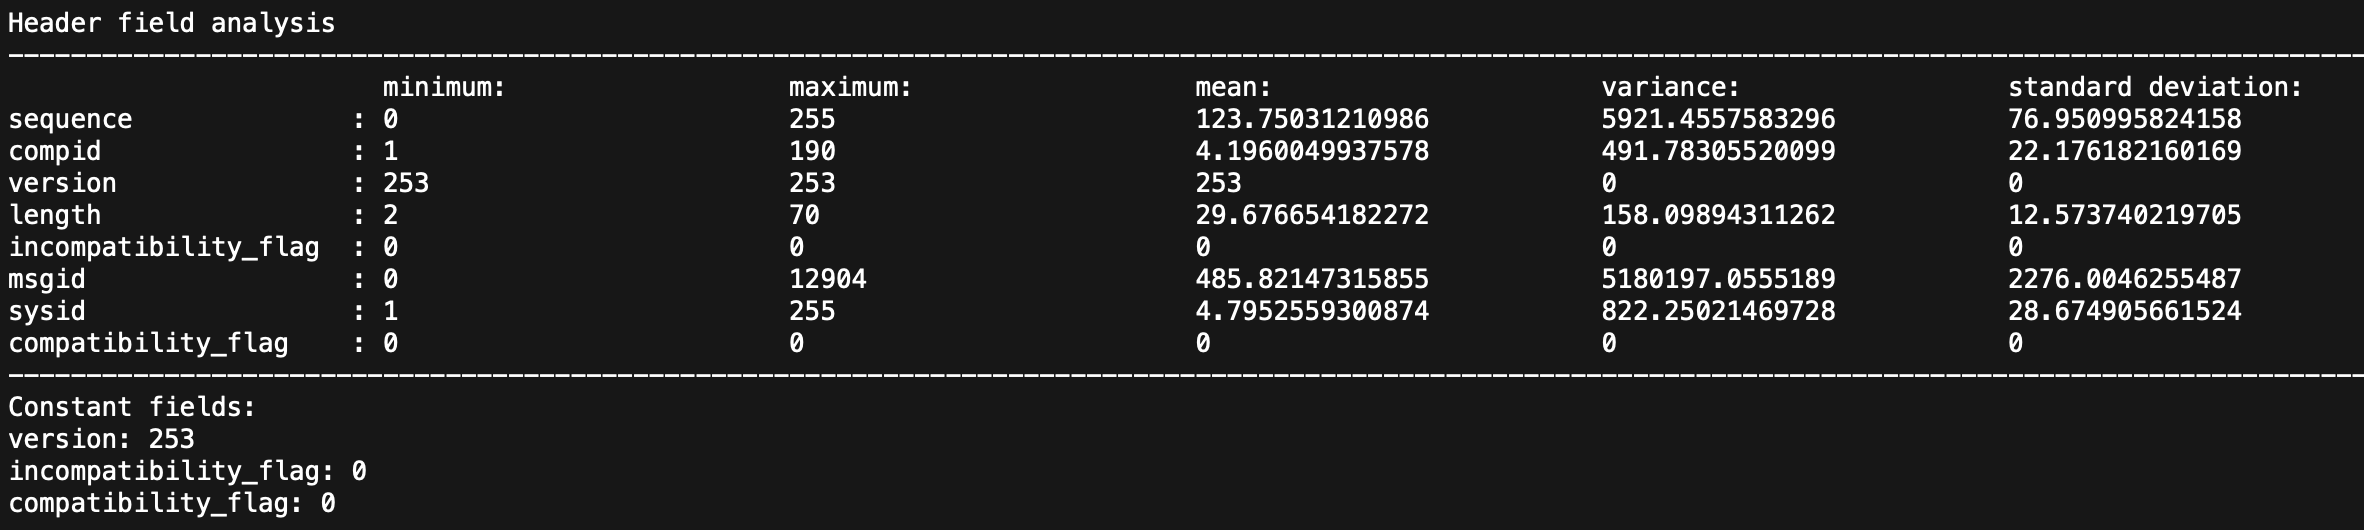 Header field analysis
minimum: maximum: mean: variance: standard deviation:
sequence : 0 255 123.75031210986 5921.4557583296 76.950995824158
compid : 1 190 4.1960049937578 491.78305520099 22.176182160169
version : 253 253 253 0 0
length : 2 70 29.676654182272 158.09894311262 12.573740219705
incompatibility_flag : 0 0 0 0 0
msgid : 0 12904 485.82147315855 5180197.0555189 2276.0046255487
sysid : 1 255 4.7952559300874 822.25021469728 28.674905661524
compatibility_flag : 0 0 0 0 0
Constant fields:
version: 253
incompatibility_flag: 0
compatibility_flag: 0